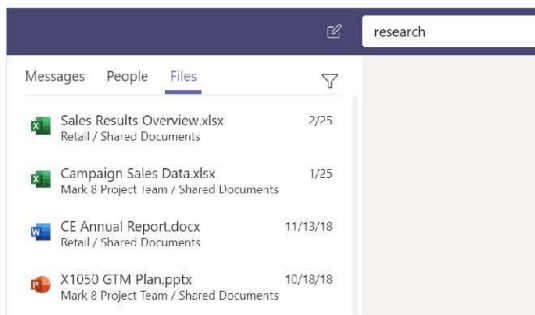 research
Messages People Files
Sales Results Overview.xlsx 2/25
Retail / Shared Documents
Campaign Sales Data.xlsx 1/25
Mark 8 Project Team / Shared Documents
CE Annual Report.docx 11/13/18
Retail / Shared Documents
X1050 GTM Plan.pptx 10/18/18
Mark 8 Project Team / Shared Documents